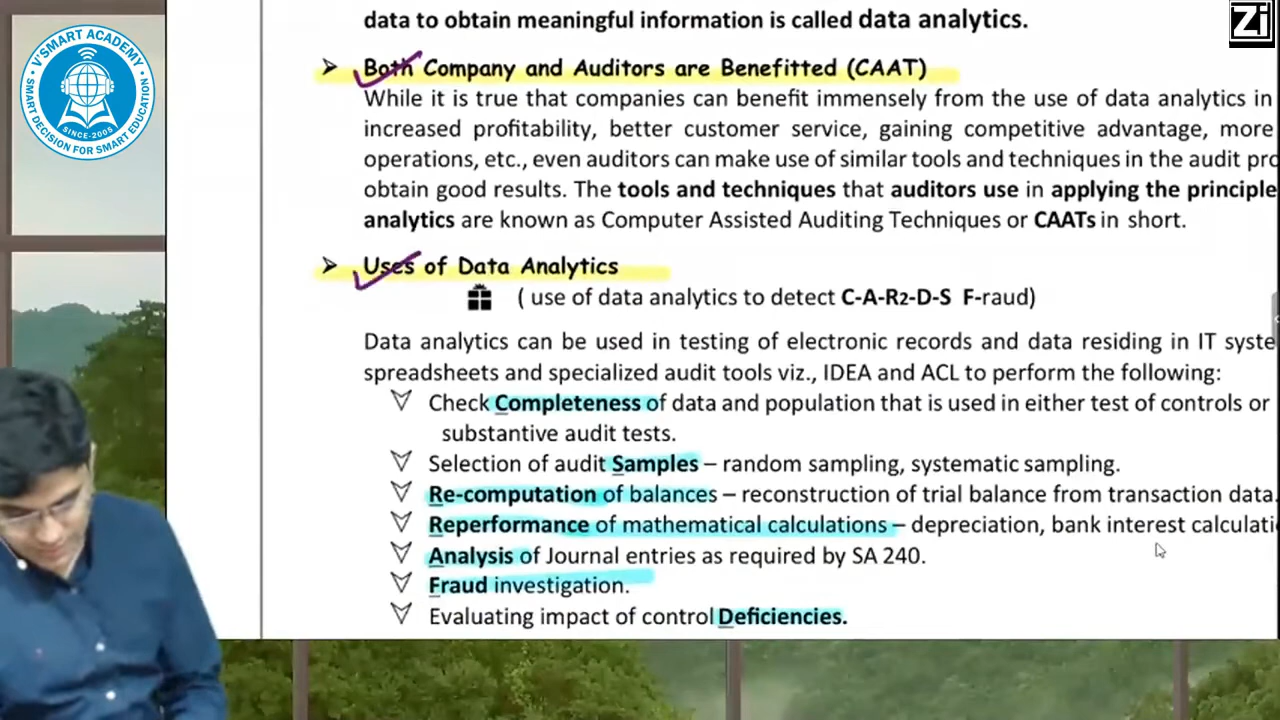 V'SMART ACADEMY
SMART DECISION FOR SMART EDUCATION
SINCE-2005
Zi
data to obtain meaningful information is called data analytics.
➢ Both Company and Auditors are Benefitted (CAAT)
While it is true that companies can benefit immensely from the use of data analytics in
increased profitability, better customer service, gaining competitive advantage, more
operations, etc., even auditors can make use of similar tools and techniques in the audit
obtain good results. The tools and techniques that auditors use in applying the principle
analytics are known as Computer Assisted Auditing Techniques or CAATs in short.
➢ Uses of Data Analytics
( use of data analytics to detect C-A-R2-D-S F-raud)
Data analytics can be used in testing of electronic records and data residing in IT
spreadsheets and specialized audit tools viz., IDEA and ACL to perform the following:
Check Completeness of data and population that is used in either test of controls or
substantive audit tests.
Selection of audit Samples – random sampling, systematic sampling.
Re-computation of balances – reconstruction of trial balance from transaction data.
Reperformance of mathematical calculations – depreciation, bank interest
Analysis of Journal entries as required by SA 240.
Fraud investigation.
Evaluating impact of control Deficiencies.